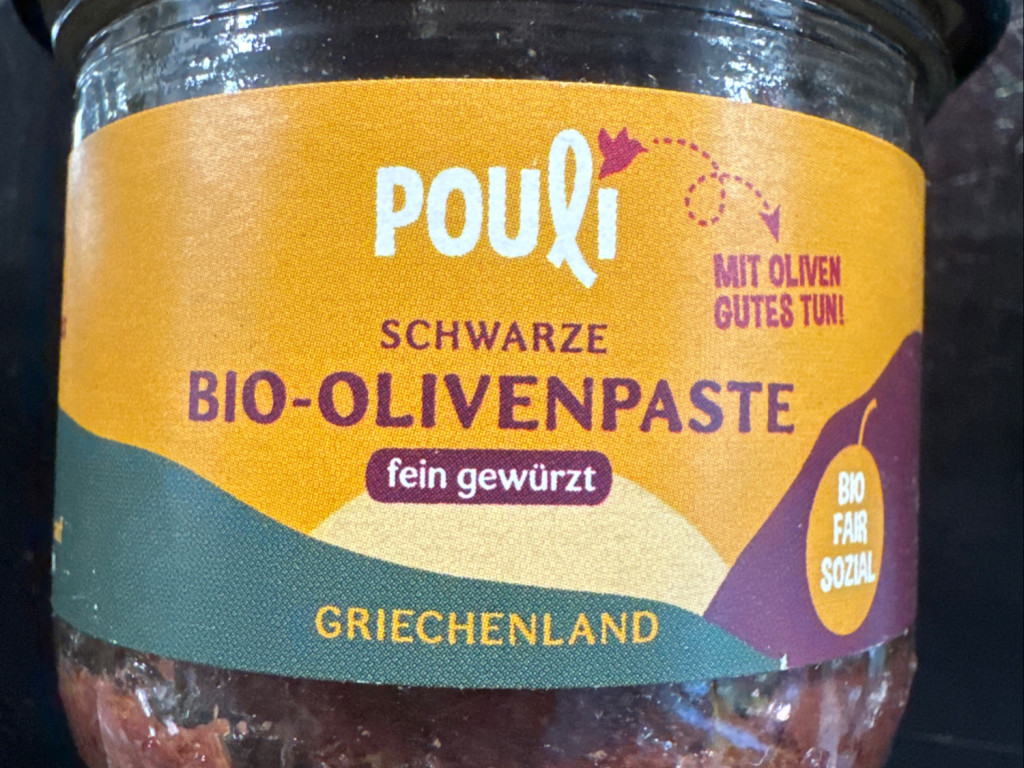 POULI
MIT OLIVEN
GUTES TUN!
SCHWARZE
BIO-OLIVENPASTE
fein gewürzt
BIO
FAIR
SOZIAL
GRIECHENLAND